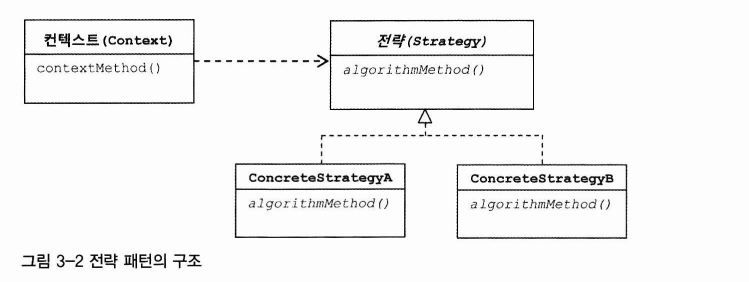 컨텍스트(Context)
contextMethod()
전략(Strategy)
algorithmMethod()
ConcreteStrategyA
algorithmMethod()
ConcreteStrategyB
algorithmMethod()
그림 3-2 전략 패턴의 구조